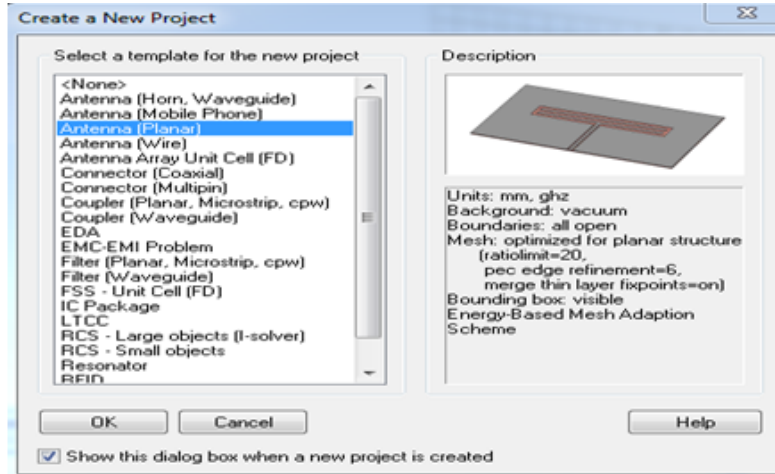 Create a New Project
Select a template for the new project
<None>
Antenna (Horn, Waveguide)
Antenna (Mobile Phone)
Antenna (Planar)
Antenna (Wire)
Antenna Array Unit Cell (FD)
Connector (Coaxial)
Connector (Multipin)
Coupler (Planar, Microstrip, cpw)
Coupler (Waveguide)
EDA
EMC-EMI Problem
Filter (Planar, Microstrip, cpw)
Filter (Waveguide)
FSS - Unit Cell (FD)
IC Package
LTCC
RCS - Large objects (I-solver)
RCS - Small objects
Resonator
RFID
Description
Units: mm, ghz
Background: vacuum
Boundaries: all open
Mesh: optimized for planar structure
(ratiolimit=20,
pec edge refinement=6,
merge thin layer fixpoints=on)
Bounding box: visible
Energy-Based Mesh Adaption
Scheme
OK
Cancel
Help
Show this dialog box when a new project is created